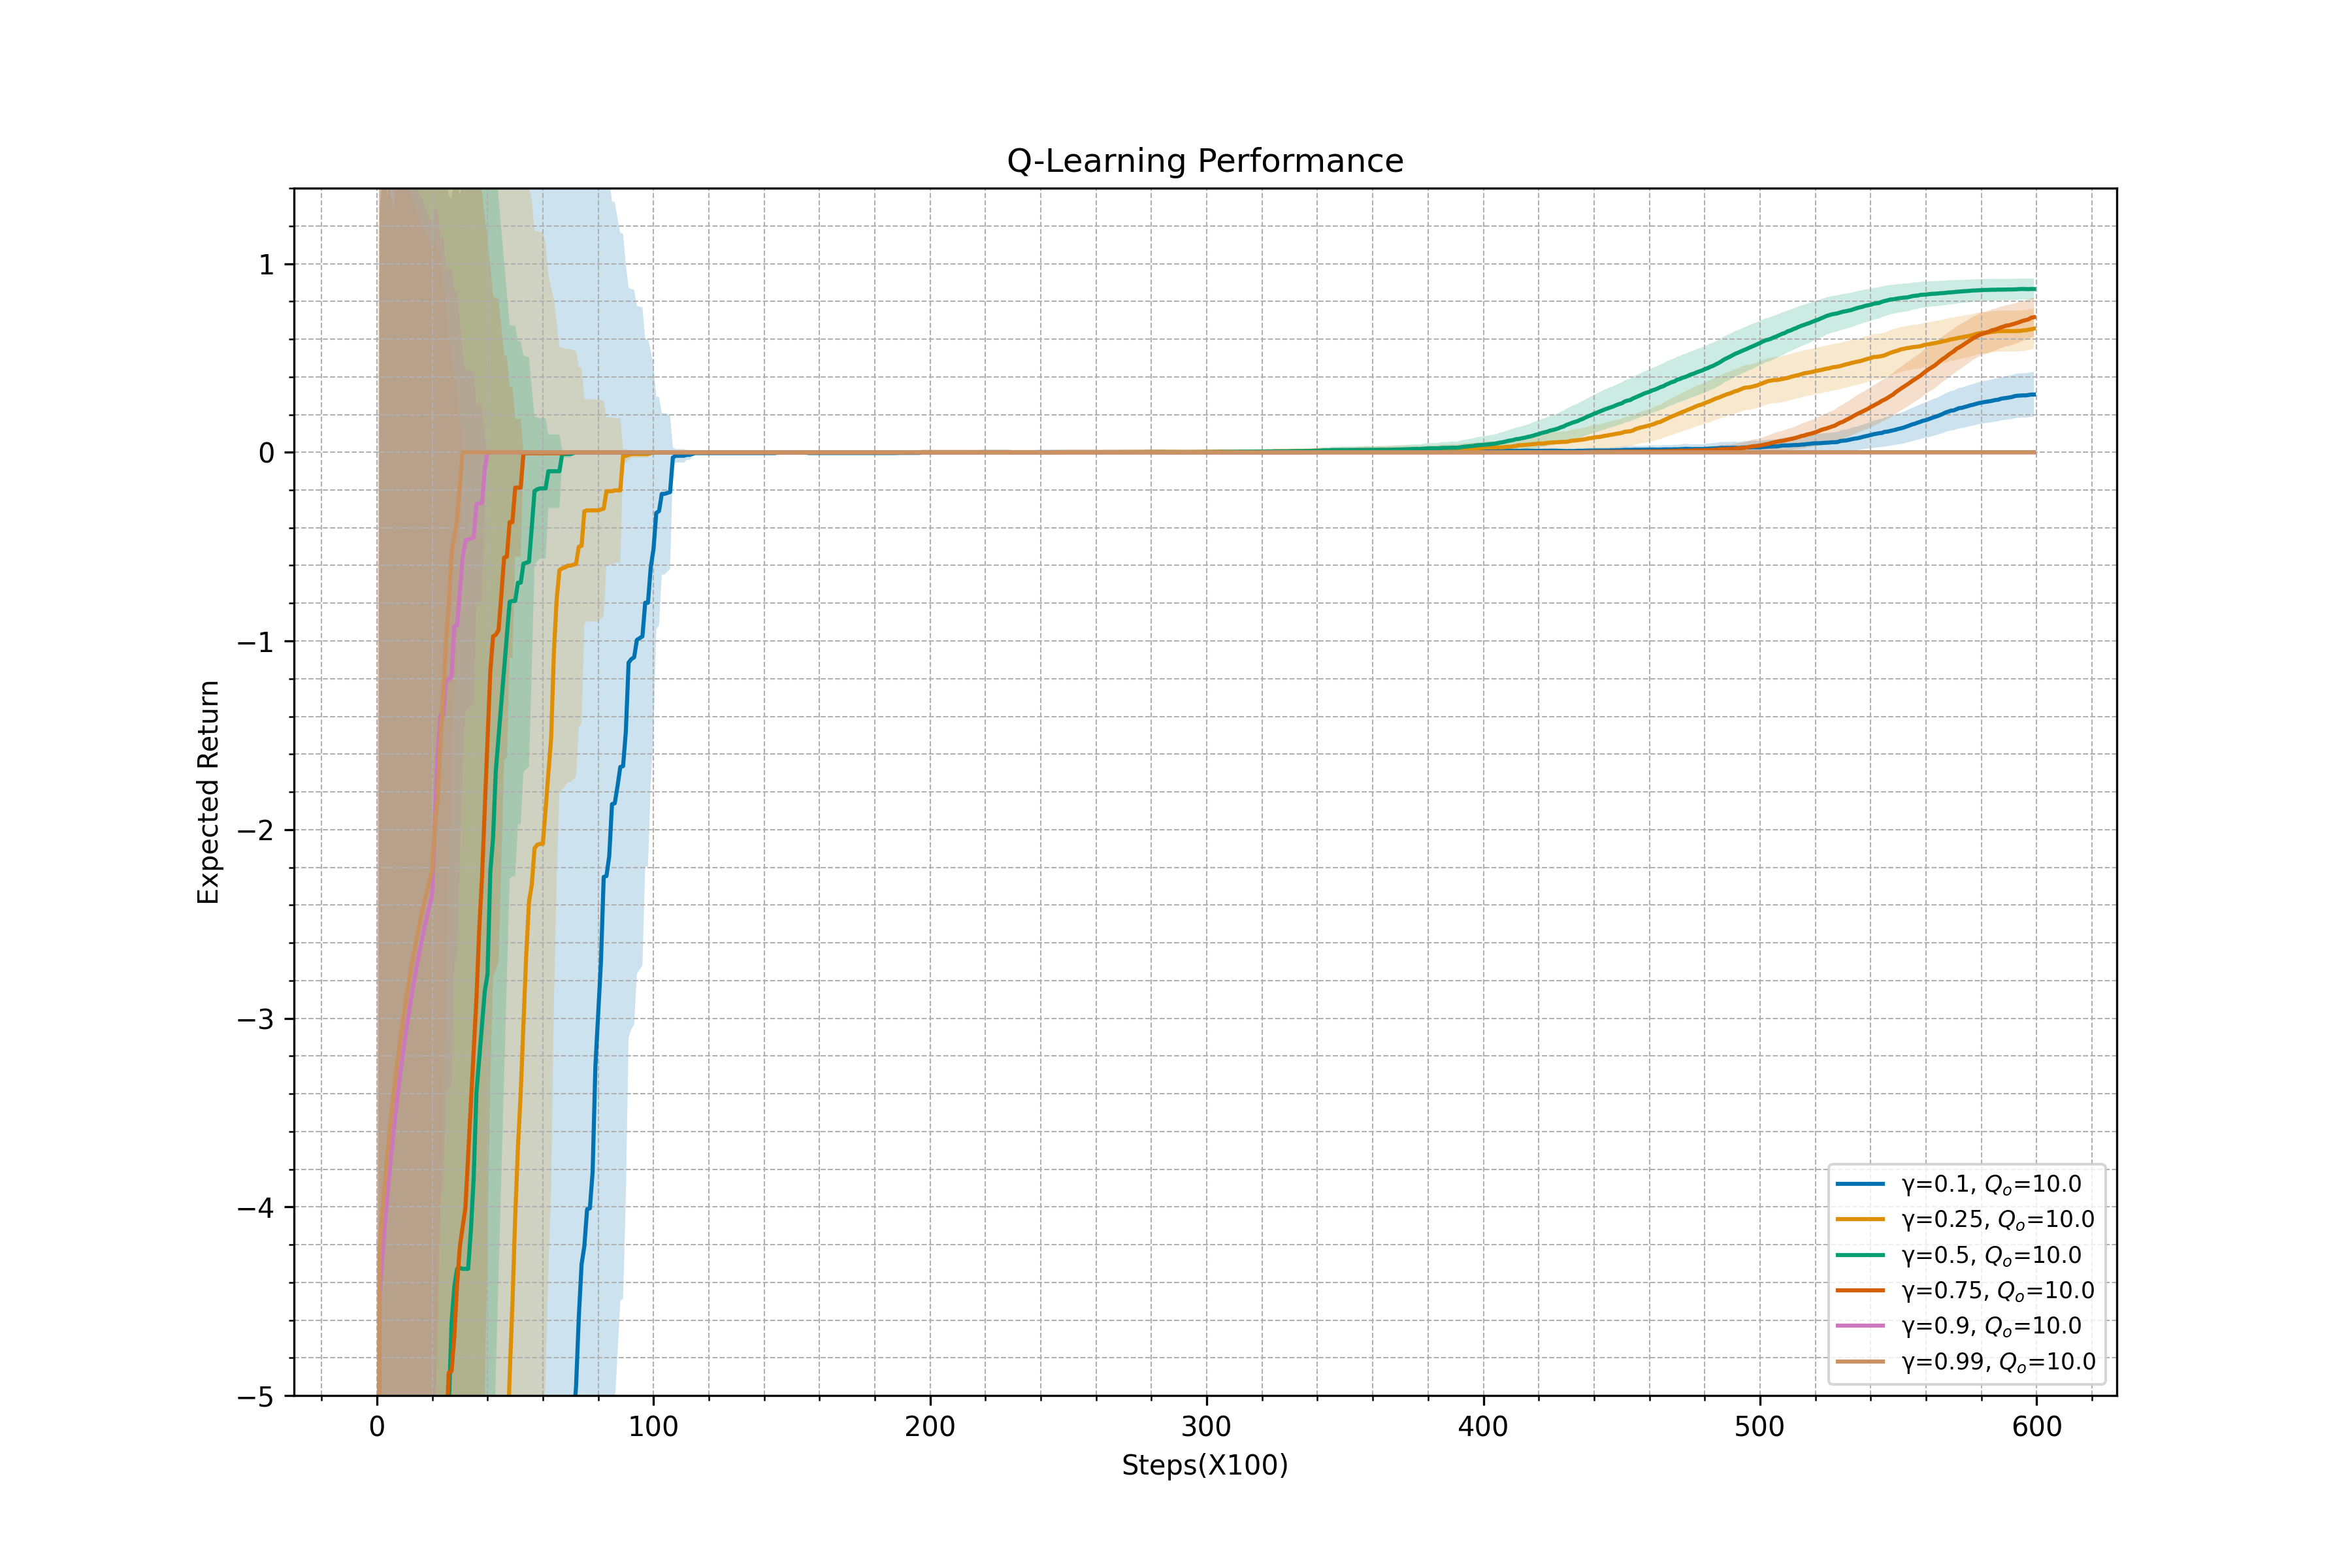 Q-Learning Performance
Expected Return
1
0
−1
−2
−3
−4
−5
0 100 200 300 400 500 600
Steps(X100)
γ=0.1, Qₒ=10.0
γ=0.25, Qₒ=10.0
γ=0.5, Qₒ=10.0
γ=0.75, Qₒ=10.0
γ=0.9, Qₒ=10.0
γ=0.99, Qₒ=10.0